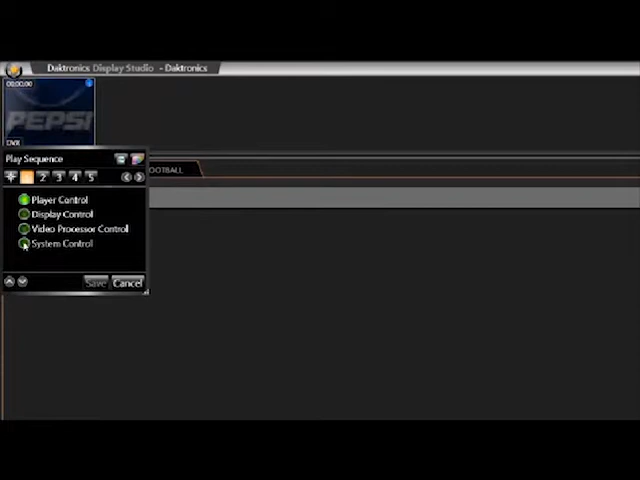 Daktronics Display Studio - Daktronics
00:00:00
PEPSI
DVX
Play Sequence
OOTBALL
2 3 4 5
Player Control
Display Control
Video Processor Control
System Control
Save Cancel